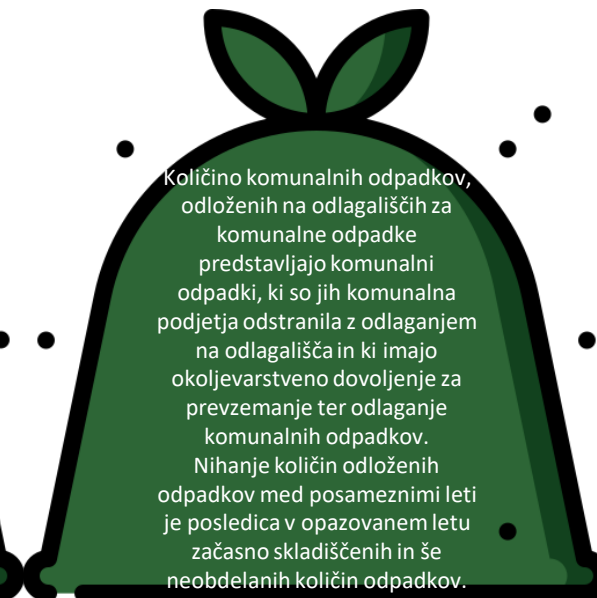 Količino komunalnih odpadkov,
odloženih na odlagališčih za
komunalne odpadke
predstavljajo komunalni
odpadki, ki so jih komunalna
podjetja odstranila z odlaganjem
na odlagališča in ki imajo
okoljevarstveno dovoljenje za
prevzemanje ter odlaganje
komunalnih odpadkov.
Nihanje količin odloženih
odpadkov med posameznimi leti
je posledica v opazovanem letu
začasno skladiščenih in še
neobdelanih količin odpadkov.